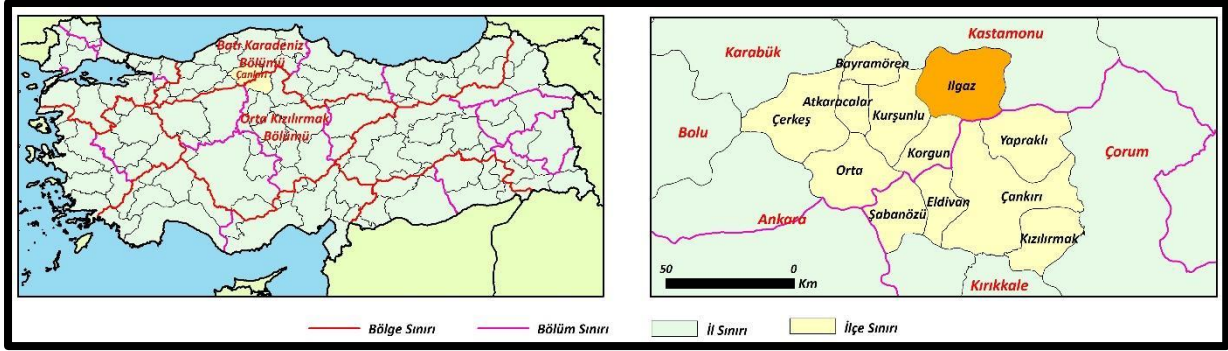 Batı Karadeniz
Bölümü
Çankırı
Orta Kızılırmak
Bölümü
Kastamonu
Karabük
Bayramören
Ilgaz
Atkaracalar
Çerkeş
Kurşunlu
Bolu
Yapraklı
Korgun
Çorum
Orta
Eldivan
Çankırı
Şabanözü
Ankara
Kızılırmak
50 0
Km
Kırıkkale
Bölge Sınırı
Bölüm Sınırı
İl Sınırı
İlçe Sınırı